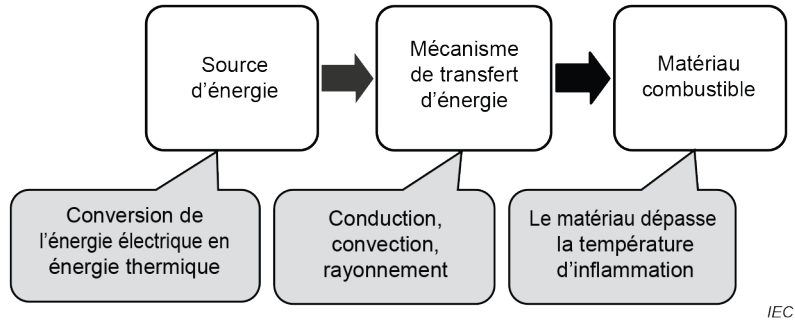 Source
d’énergie
Mécanisme
de transfert
d’énergie
Matériau
combustible
Conversion de
l’énergie électrique en
énergie thermique
Conduction,
convection,
rayonnement
Le matériau dépasse
la température
d’inflammation
IEC